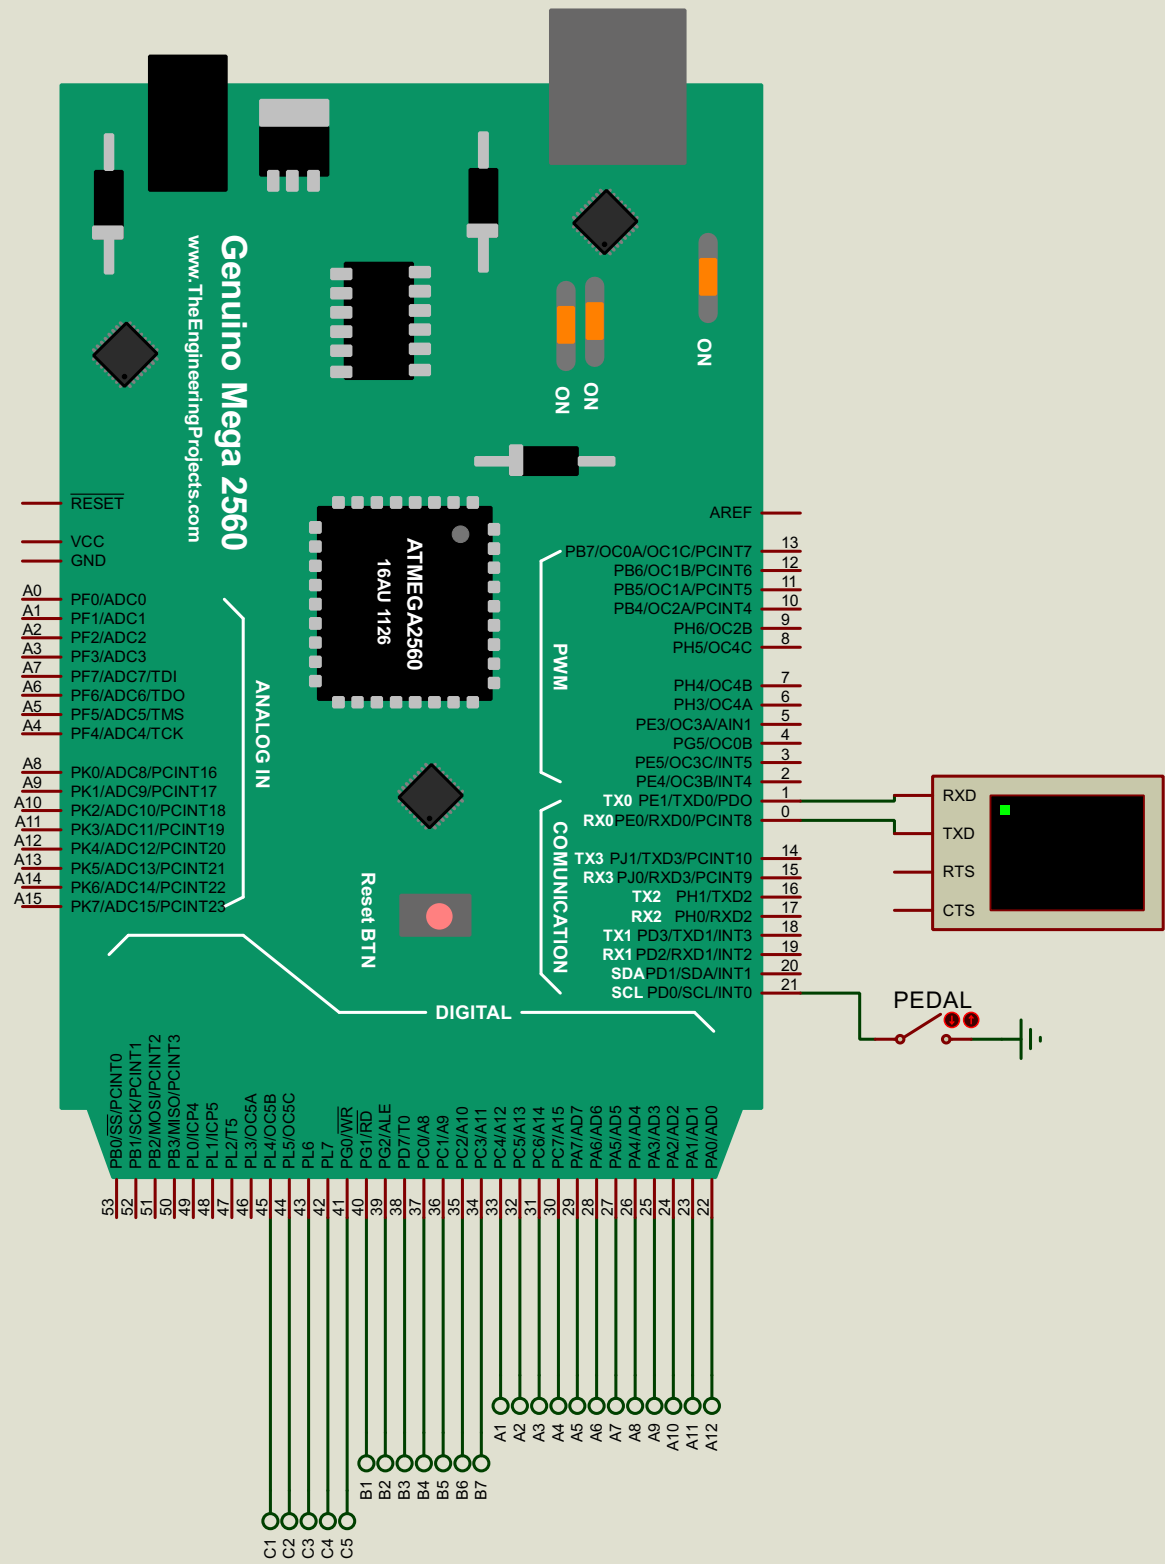 Genuino Mega 2560
www.TheEngineeringProjects.com
ON
ON
ON
ATMEGA2560
16AU 1126
RESET
VCC
GND
A0 PF0/ADC0
A1 PF1/ADC1
A2 PF2/ADC2
A3 PF3/ADC3
A7 PF7/ADC7/TDI
A6 PF6/ADC6/TDO
A5 PF5/ADC5/TMS
A4 PF4/ADC4/TCK
A8 PK0/ADC8/PCINT16
A9 PK1/ADC9/PCINT17
A10 PK2/ADC10/PCINT18
A11 PK3/ADC11/PCINT19
A12 PK4/ADC12/PCINT20
A13 PK5/ADC13/PCINT21
A14 PK6/ADC14/PCINT22
A15 PK7/ADC15/PCINT23
ANALOG IN
AREF
PB7/OC0A/OC1C/PCINT7 13
PB6/OC1B/PCINT6 12
PB5/OC1A/PCINT5 11
PB4/OC2A/PCINT4 10
PH6/OC2B 9
PH5/OC4C 8
PH4/OC4B 7
PH3/OC4A 6
PE3/OC3A/AIN1 5
PG5/OC0B 4
PE5/OC3C/INT5 3
PE4/OC3B/INT4 2
PWM
TX0 PE1/TXD0/PDO 1
RX0 PE0/RXD0/PCINT8 0
TX3 PJ1/TXD3/PCINT10 14
RX3 PJ0/RXD3/PCINT9 15
TX2 PH1/TXD2 16
RX2 PH0/RXD2 17
TX1 PD3/TXD1/INT3 18
RX1 PD2/RXD1/INT2 19
SDA PD1/SDA/INT1 20
SCL PD0/SCL/INT0 21
COMUNICATION
RXD
TXD
RTS
CTS
PEDAL
Reset BTN
DIGITAL
PB0/SS/PCINT0 53
PB1/SCK/PCINT1 52
PB2/MOSI/PCINT2 51
PB3/MISO/PCINT3 50
PL0/ICP4 49
PL1/ICP5 48
PL2/T5 47
PL3/OC5A 46
PL4/OC5B 45
PL5/OC5C 44
PL6 43
PL7 42
PG0/WR 41
PG1/RD 40
PG2/ALE 39
PD7/T0 38
PC0/A8 37
PC1/A9 36
PC2/A10 35
PC3/A11 34
PC4/A12 33
PC5/A13 32
PC6/A14 31
PC7/A15 30
PA7/AD7 29
PA6/AD6 28
PA5/AD5 27
PA4/AD4 26
PA3/AD3 25
PA2/AD2 24
PA1/AD1 23
PA0/AD0 22
C1
C2
C3
C4
C5
B1
B2
B3
B4
B5
B6
B7
A1
A2
A3
A4
A5
A6
A7
A8
A9
A10
A11
A12